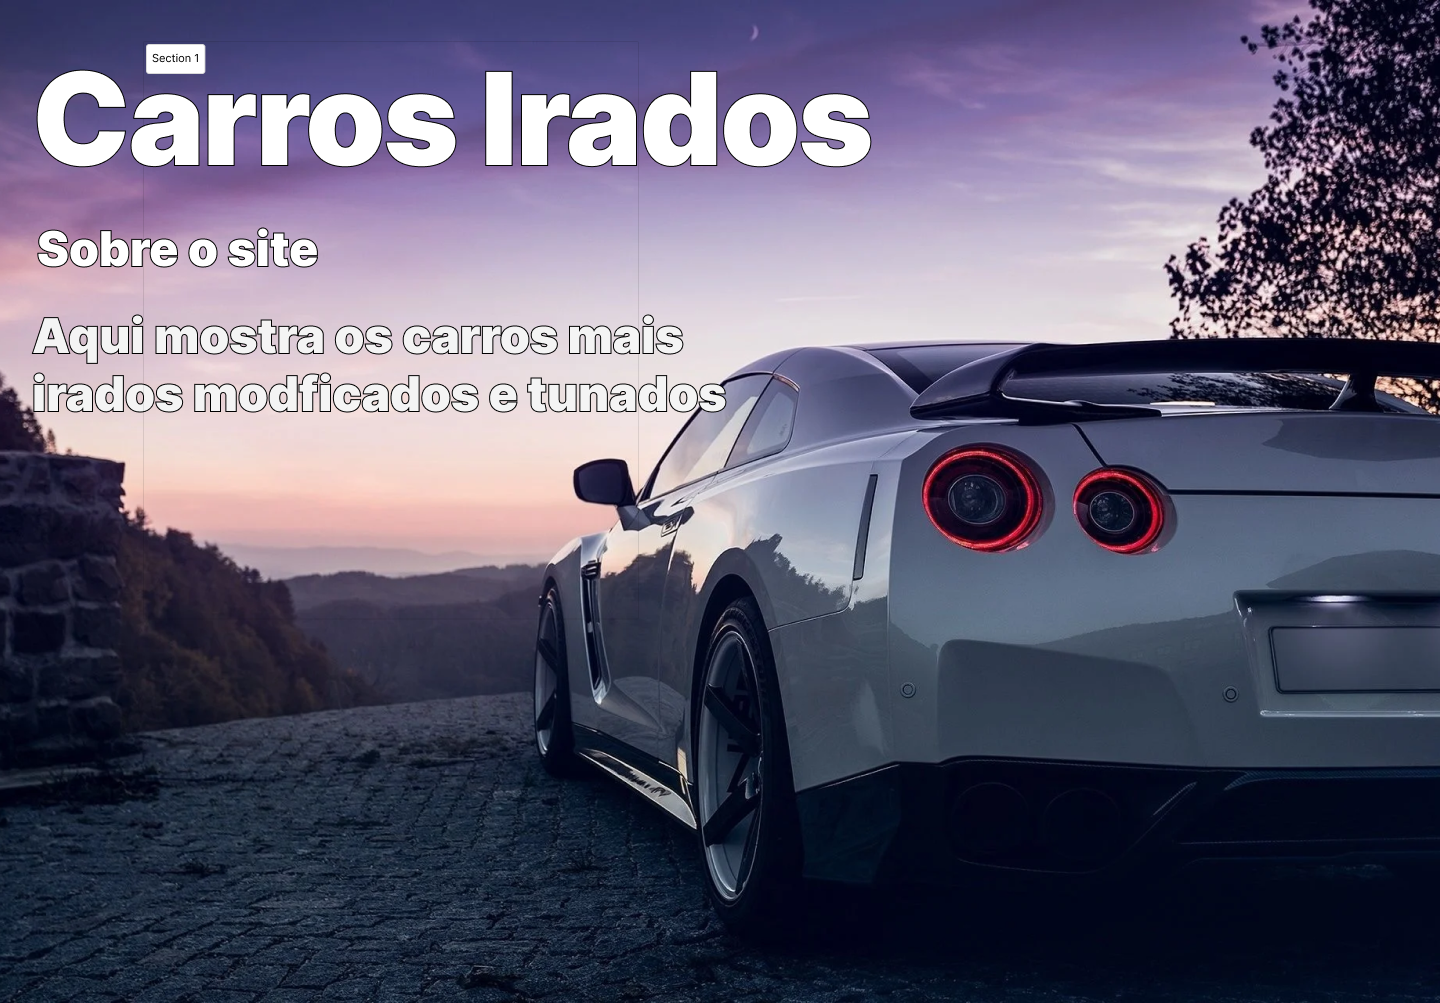 Section 1
Carros Irados
Sobre o site
Aqui mostra os carros mais
irados modficados e tunados